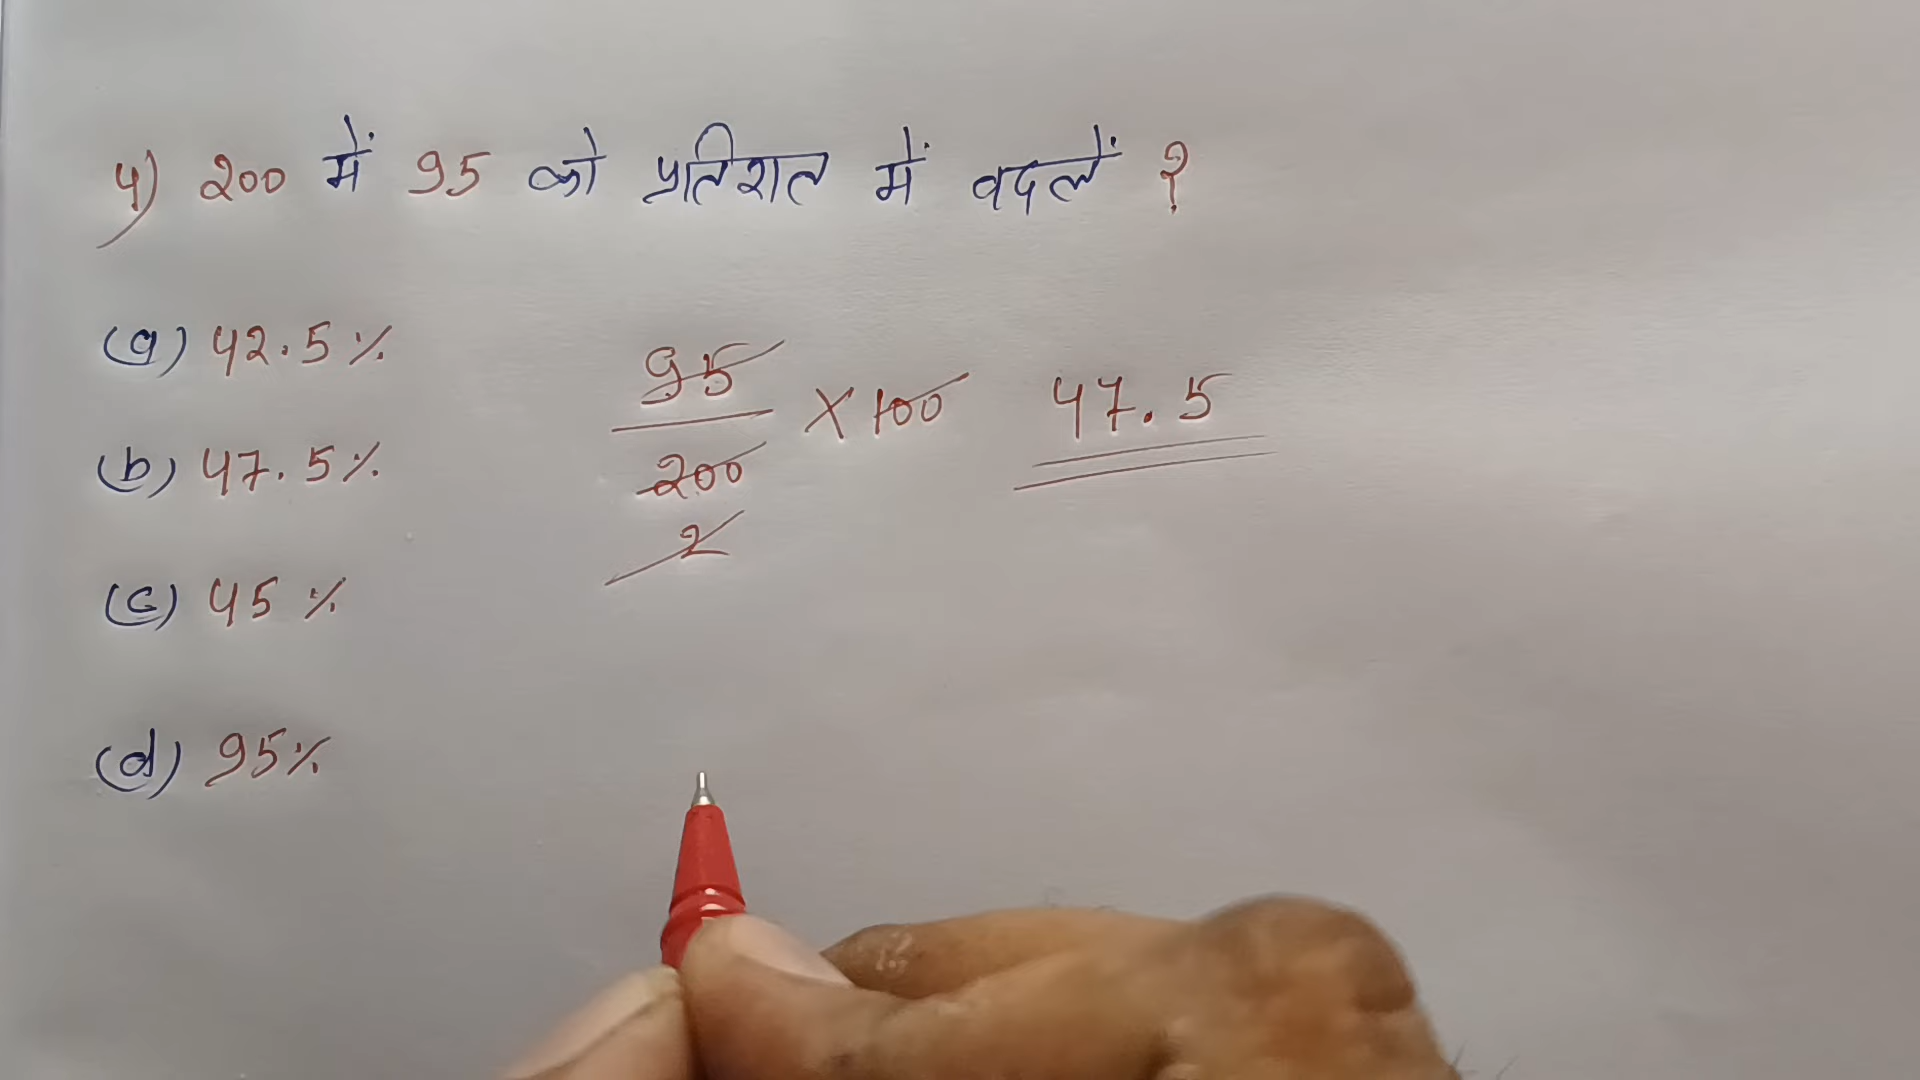 4) 200 में 95 को प्रतिशत में बदलें ?
(a) 42.5%
(b) 47.5%
(c) 45%
(d) 95%
95
200
2
× 100
47.5